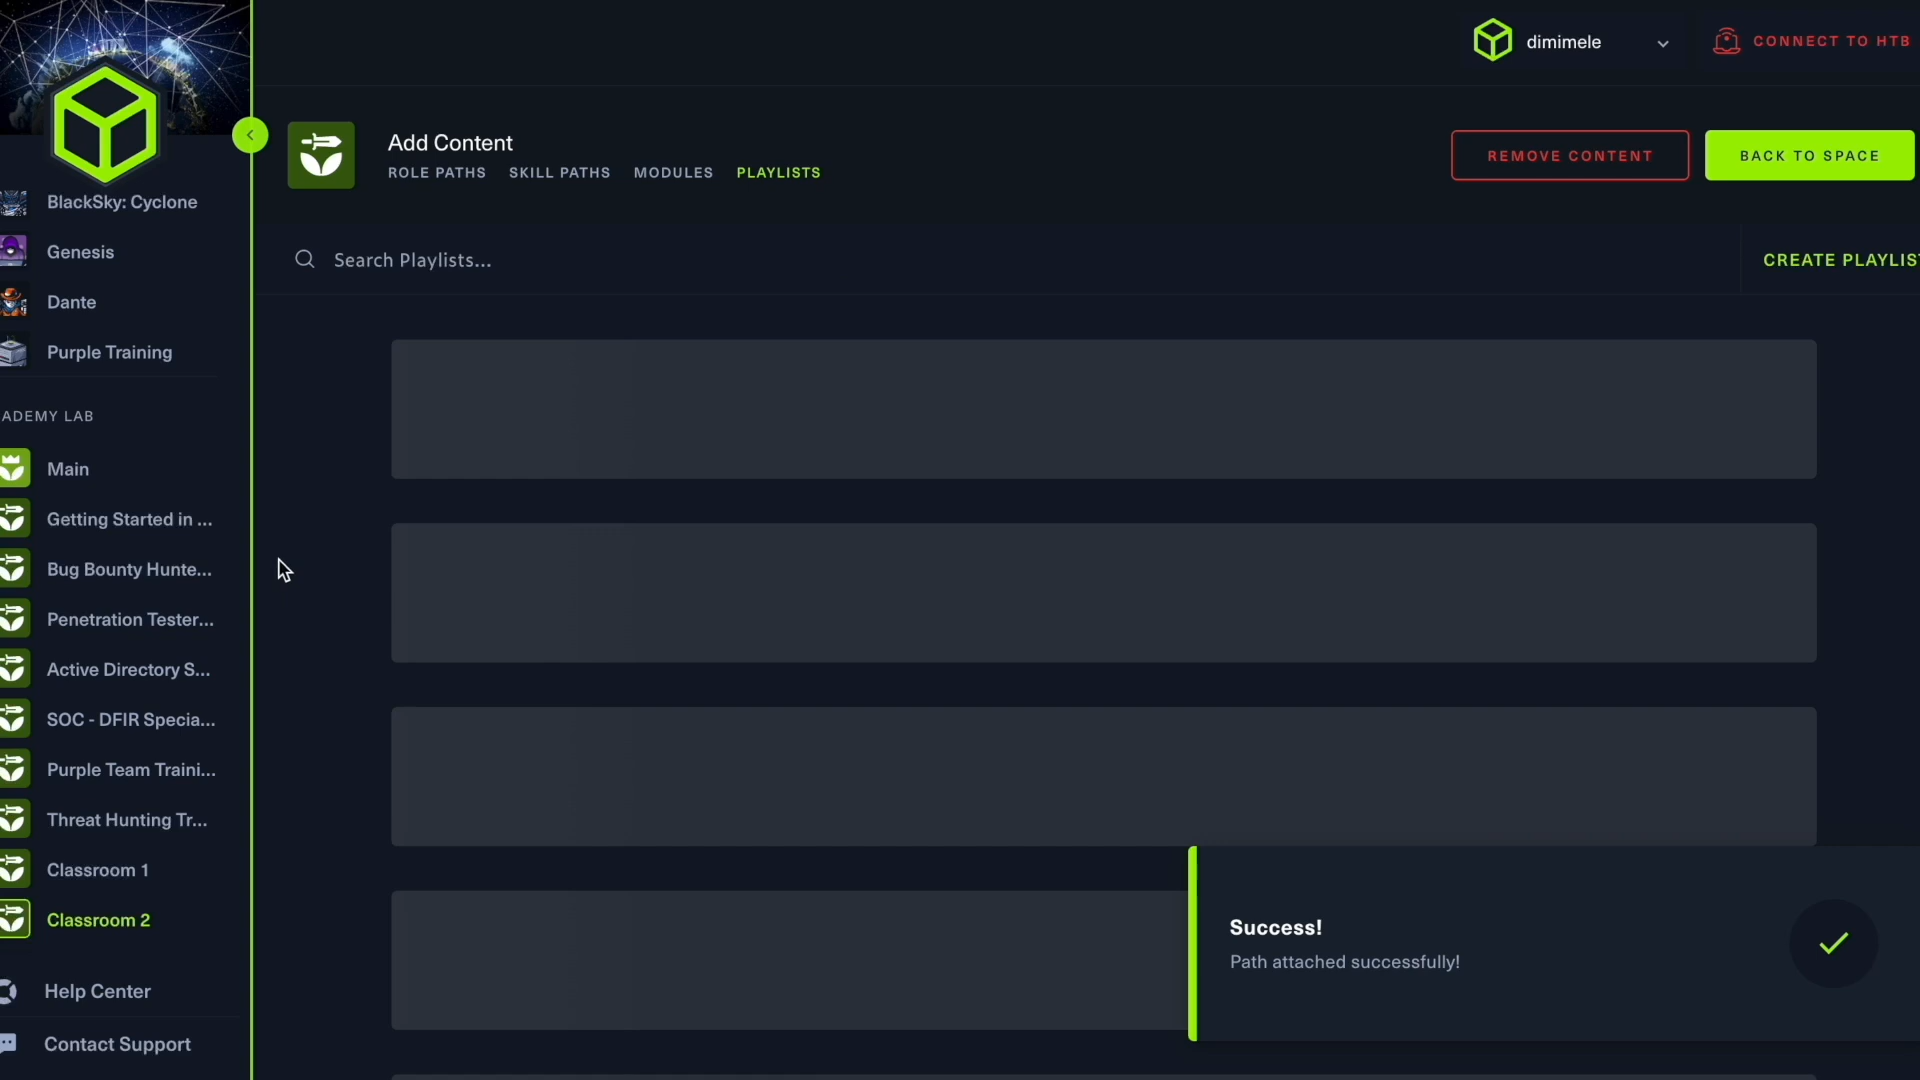 dimimele
CONNECT TO HTB
Add Content
ROLE PATHS SKILL PATHS MODULES PLAYLISTS
REMOVE CONTENT
BACK TO SPACE
BlackSky: Cyclone
Genesis
Dante
Purple Training
ADEMY LAB
Main
Getting Started in ...
Bug Bounty Hunte...
Penetration Tester...
Active Directory S...
SOC - DFIR Specia...
Purple Team Traini...
Threat Hunting Tr...
Classroom 1
Classroom 2
Help Center
Contact Support
Search Playlists...
CREATE PLAYLIST
Success!
Path attached successfully!